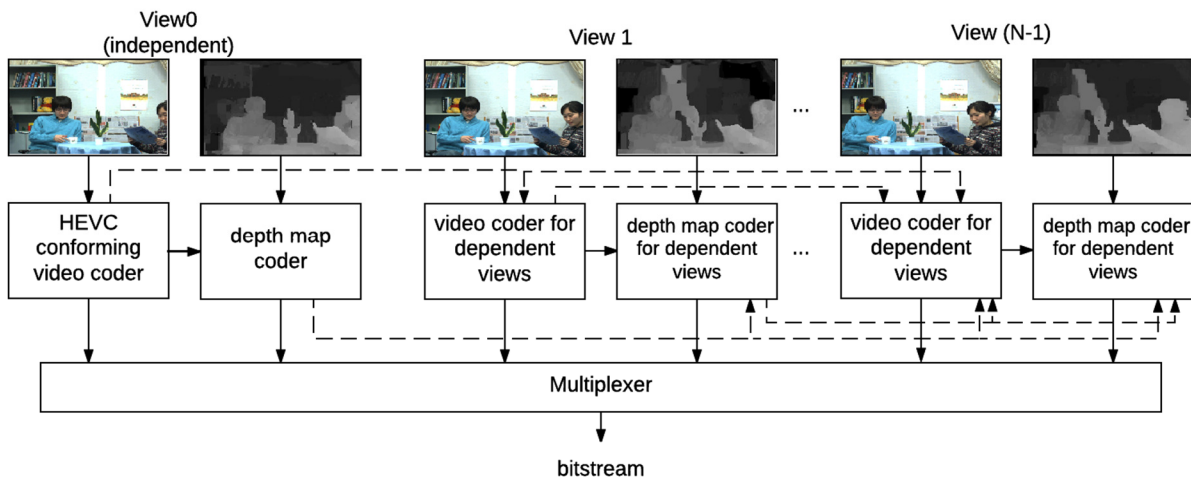 View0
(independent)
View 1
View (N-1)
...
HEVC
conforming
video coder
depth map
coder
video coder for
dependent
views
depth map coder
for dependent
views
...
video coder for
dependent
views
depth map coder
for dependent
views
Multiplexer
bitstream